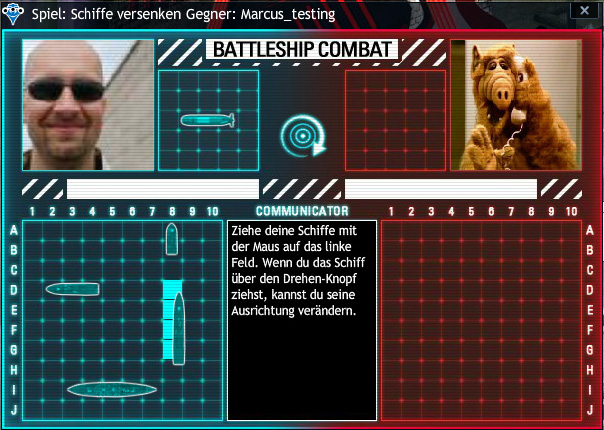 Spiel: Schiffe versenken Gegner: Marcus_testing
BATTLESHIP COMBAT
1 2 3 4 5 6 7 8 9 10
COMMUNICATOR
1 2 3 4 5 6 7 8 9 10
A
B
C
D
E
F
G
H
I
J
Ziehe deine Schiffe mit
der Maus auf das linke
Feld. Wenn du das Schiff
über den Drehen-Knopf
ziehst, kannst du seine
Ausrichtung verändern.
A
B
C
D
E
F
G
H
I
J